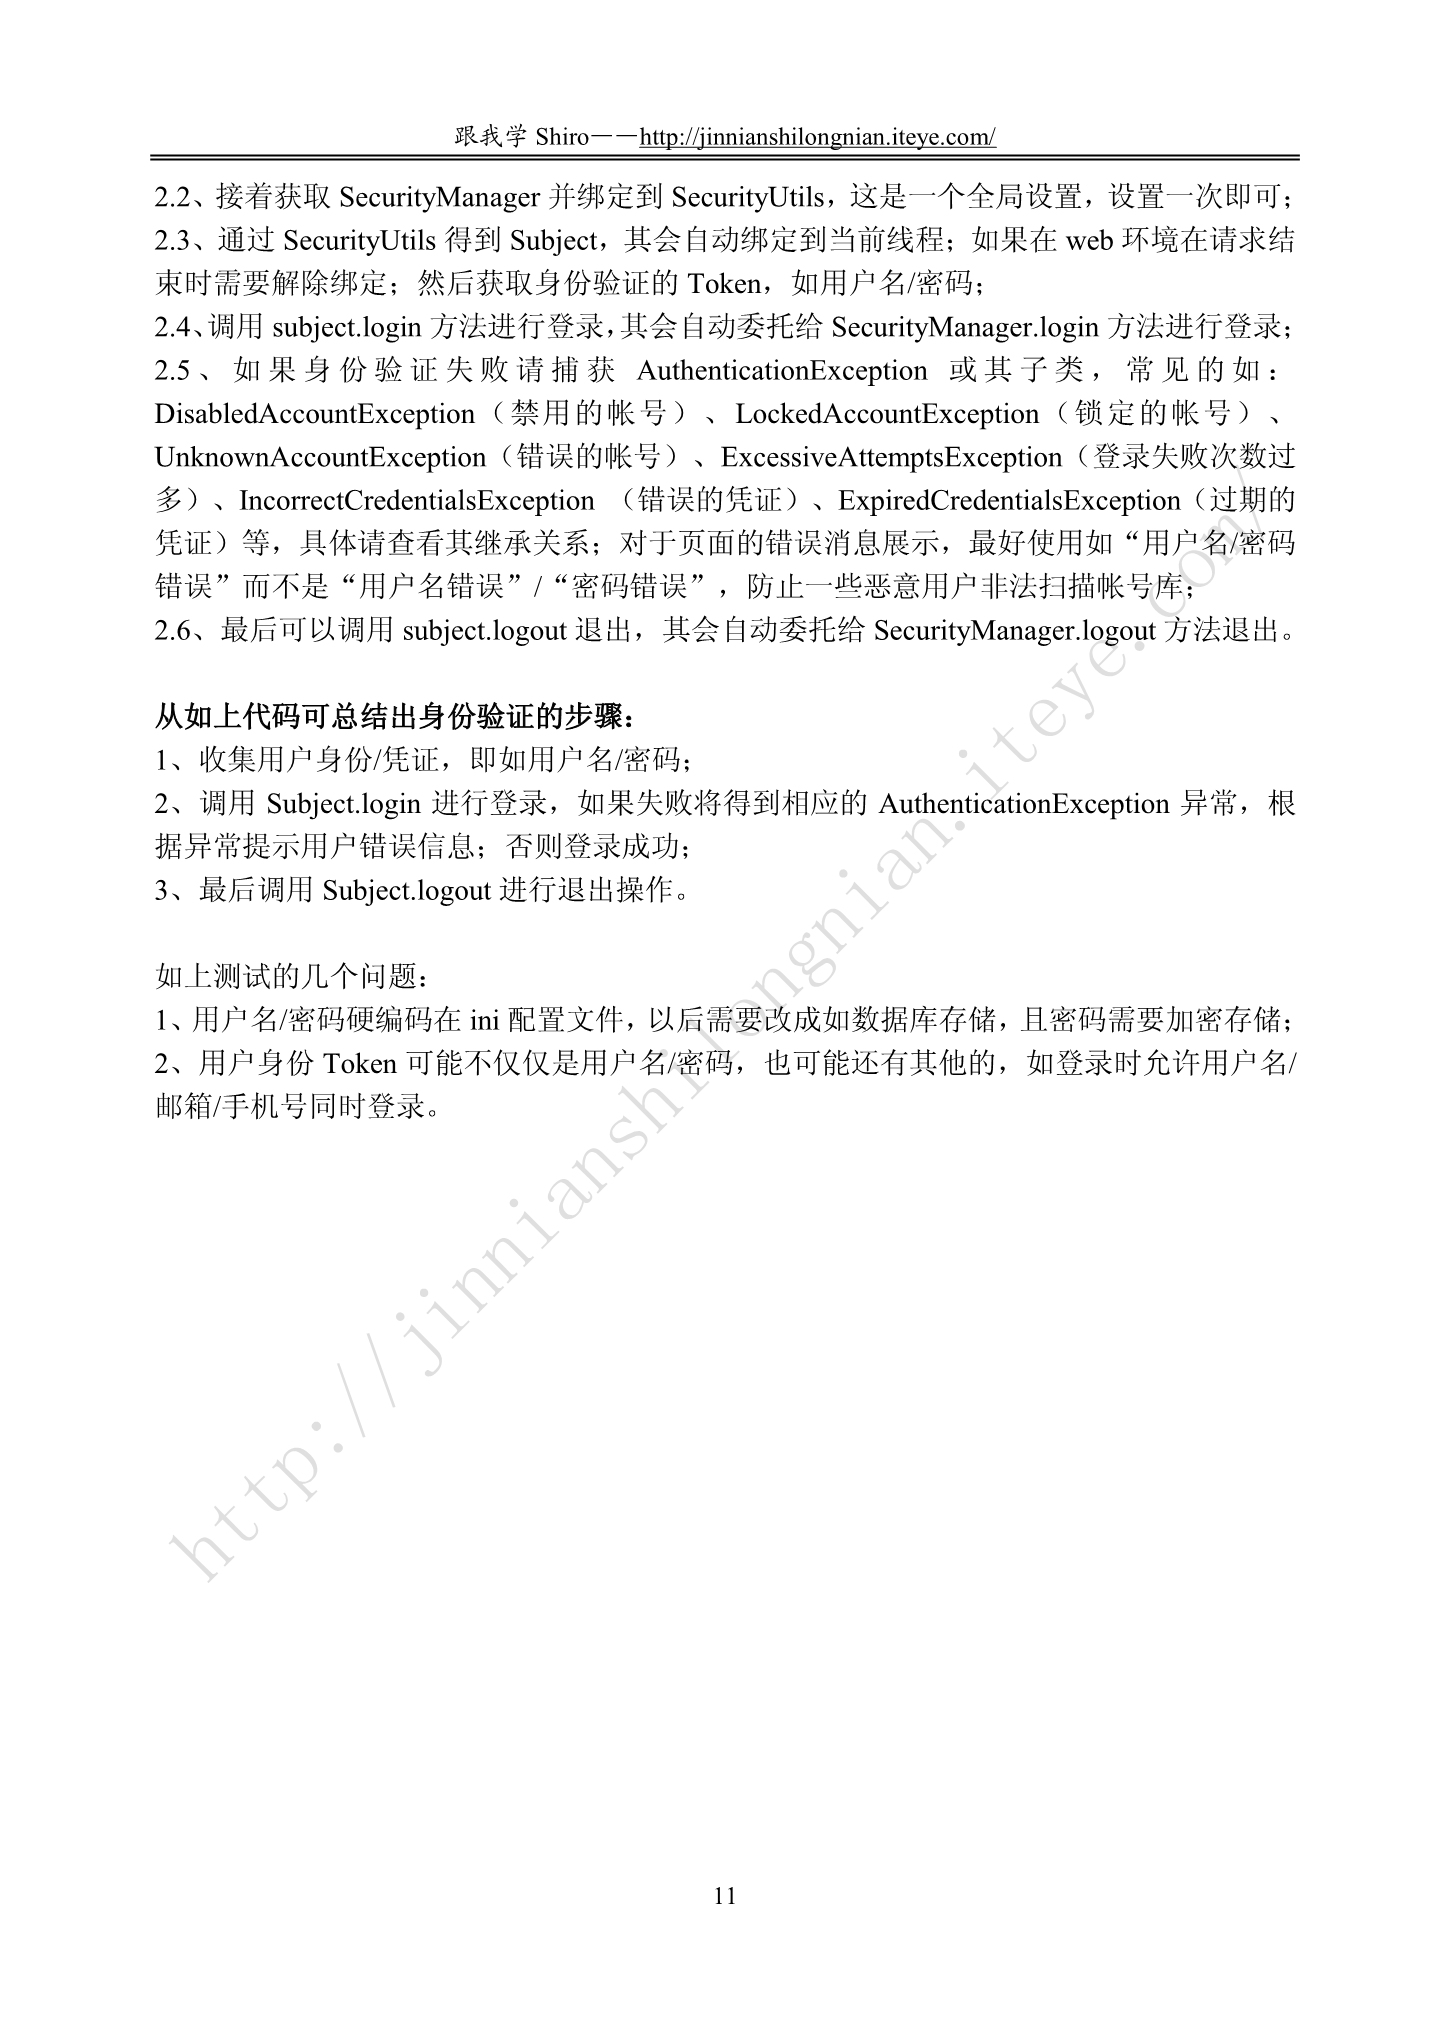 跟我学 Shiro——http://jinnianshilongnian.iteye.com/
2.2、接着获取 SecurityManager 并绑定到 SecurityUtils，这是一个全局设置，设置一次即可；
2.3、通过 SecurityUtils 得到 Subject，其会自动绑定到当前线程；如果在 web 环境在请求结
束时需要解除绑定；然后获取身份验证的 Token，如用户名/密码；
2.4、调用 subject.login 方法进行登录，其会自动委托给 SecurityManager.login 方法进行登录；
2.5、如果身份验证失败请捕获 AuthenticationException 或其子类，常见的如：
DisabledAccountException（禁用的帐号）、LockedAccountException（锁定的帐号）、
UnknownAccountException（错误的帐号）、ExcessiveAttemptsException（登录失败次数过
多）、IncorrectCredentialsException （错误的凭证）、ExpiredCredentialsException（过期的
凭证）等，具体请查看其继承关系；对于页面的错误消息展示，最好使用如“用户名/密码
错误”而不是“用户名错误”/“密码错误”，防止一些恶意用户非法扫描帐号库；
2.6、最后可以调用 subject.logout 退出，其会自动委托给 SecurityManager.logout 方法退出。
从如上代码可总结出身份验证的步骤：
1、收集用户身份/凭证，即如用户名/密码；
2、调用 Subject.login 进行登录，如果失败将得到相应的 AuthenticationException 异常，根
据异常提示用户错误信息；否则登录成功；
3、最后调用 Subject.logout 进行退出操作。
如上测试的几个问题：
1、用户名/密码硬编码在 ini 配置文件，以后需要改成如数据库存储，且密码需要加密存储；
2、用户身份 Token 可能不仅仅是用户名/密码，也可能还有其他的，如登录时允许用户名/
邮箱/手机号同时登录。
http://jinnianshilongnian.iteye.com/
11